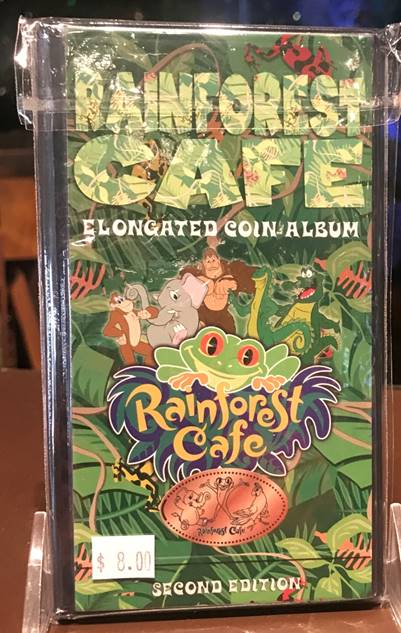 RAINFOREST
CAFE
ELONGATED COIN ALBUM
Rainforest
Cafe
Rainforest Cafe
$ 8.00
SECOND EDITION